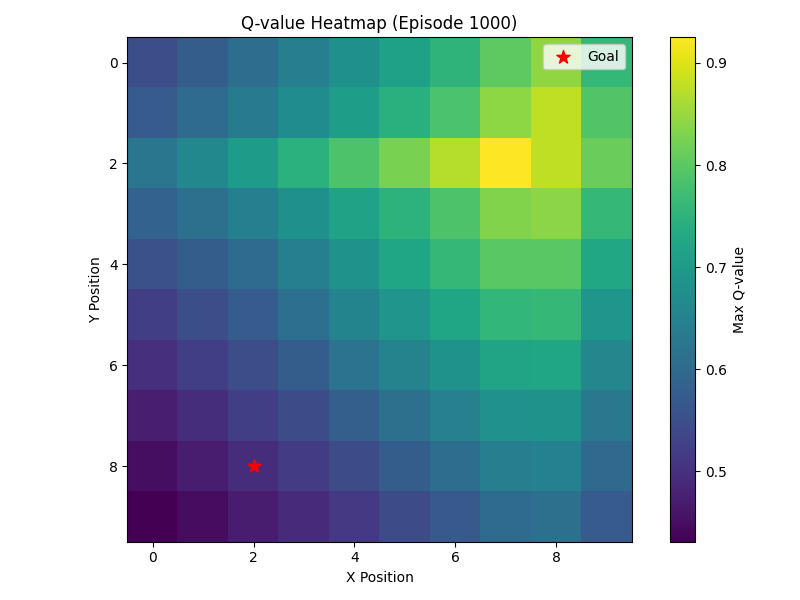 Q-value Heatmap (Episode 1000)
Goal
0
2
4
6
8
Y Position
0 2 4 6 8
X Position
0.9
0.8
0.7
0.6
0.5
Max Q-value